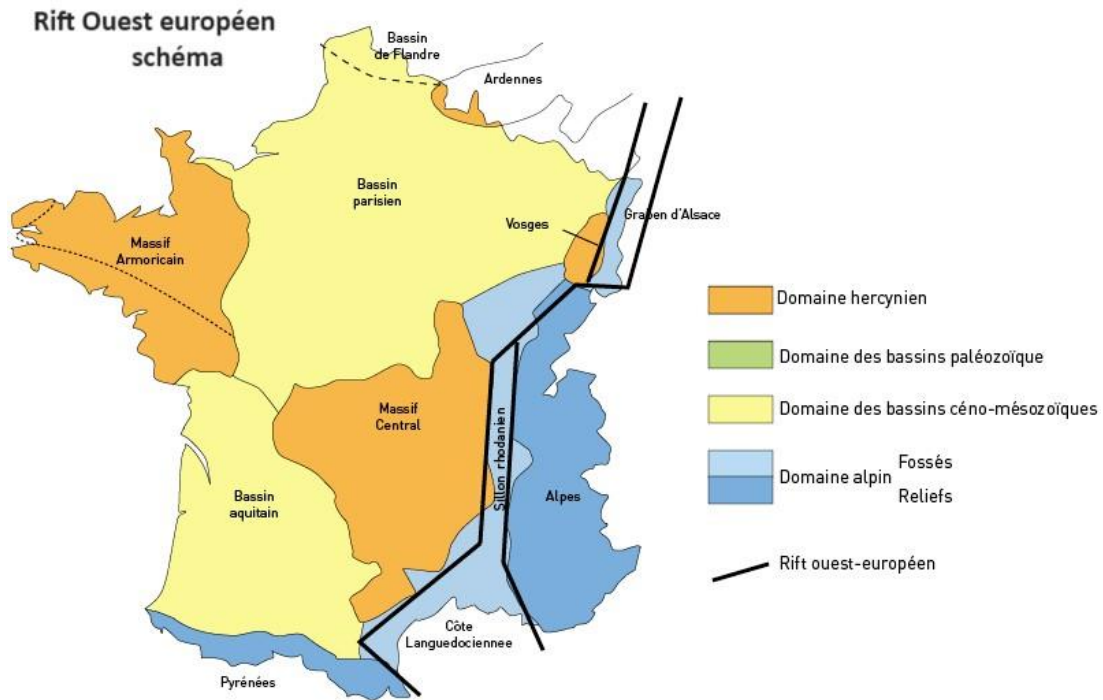 Rift Ouest européen
schéma
Bassin
de Flandre
Ardennes
Bassin
parisien
Vosges
Graben d'Alsace
Massif
Armoricain
Massif
Central
Sillon rhodanien
Bassin
aquitain
Alpes
Côte
Languedociennee
Pyrénées
Domaine hercynien
Domaine des bassins paléozoïque
Domaine des bassins céno-mésozoïques
Domaine alpin
Fossés
Reliefs
Rift ouest-européen